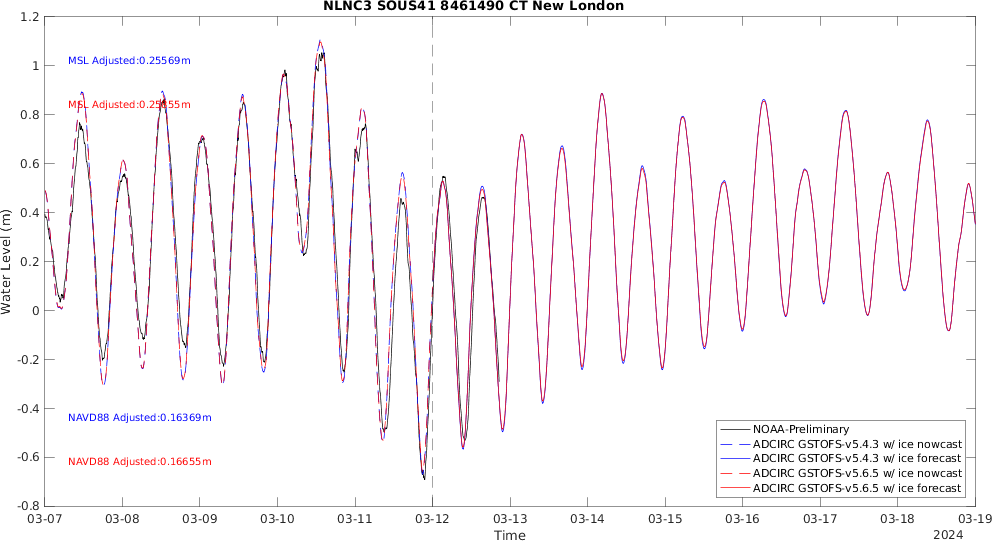 NLNC3 SOUS41 8461490 CT New London
1.2
1
0.8
0.6
0.4
0.2
0
-0.2
-0.4
-0.6
-0.8
Water Level (m)
MSL Adjusted:0.25569m
MSL Adjusted:0.25855m
NAVD88 Adjusted:0.16369m
NAVD88 Adjusted:0.16655m
NOAA-Preliminary
ADCIRC GSTOFS-v5.4.3 w/ ice nowcast
ADCIRC GSTOFS-v5.4.3 w/ ice forecast
ADCIRC GSTOFS-v5.6.5 w/ ice nowcast
ADCIRC GSTOFS-v5.6.5 w/ ice forecast
03-07 03-08 03-09 03-10 03-11 03-12 03-13 03-14 03-15 03-16 03-17 03-18 03-19
Time
2024